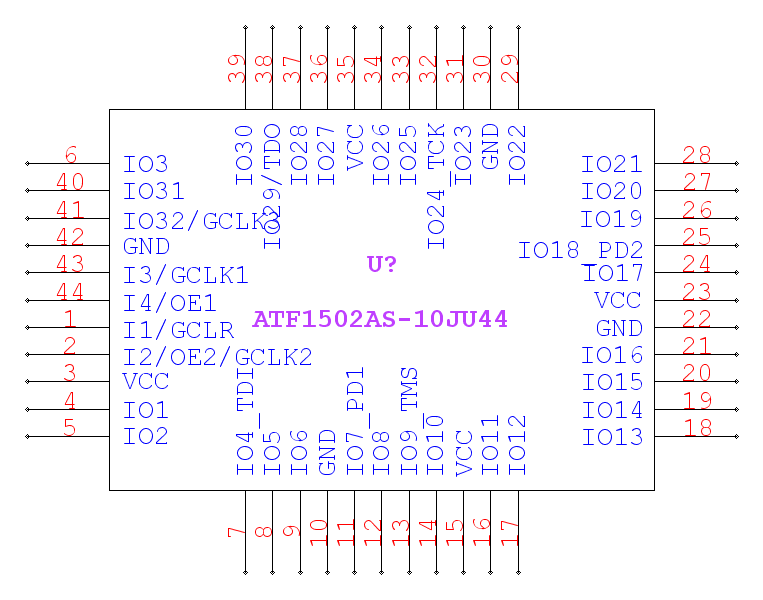 39 38 37 36 35 34 33 32 31 30 29
IO30 IO29/TDO IO28 IO27 VCC IO26 IO25 IO24_TCK IO23 GND IO22
6 IO3
40 IO31
41 IO32/GCLK3
42 GND
43 I3/GCLK1
44 I4/OE1
1 I1/GCLR
2 I2/OE2/GCLK2
3 VCC
4 IO1
5 IO2
U?
ATF1502AS-10JU44
IO21 28
IO20 27
IO19 26
IO18_PD2 25
IO17 24
VCC 23
GND 22
IO16 21
IO15 20
IO14 19
IO13 18
IO4_TDI IO5 IO6 GND IO7_PD1 IO8 IO9_TMS IO10 VCC IO11 IO12
7 8 9 10 11 12 13 14 15 16 17